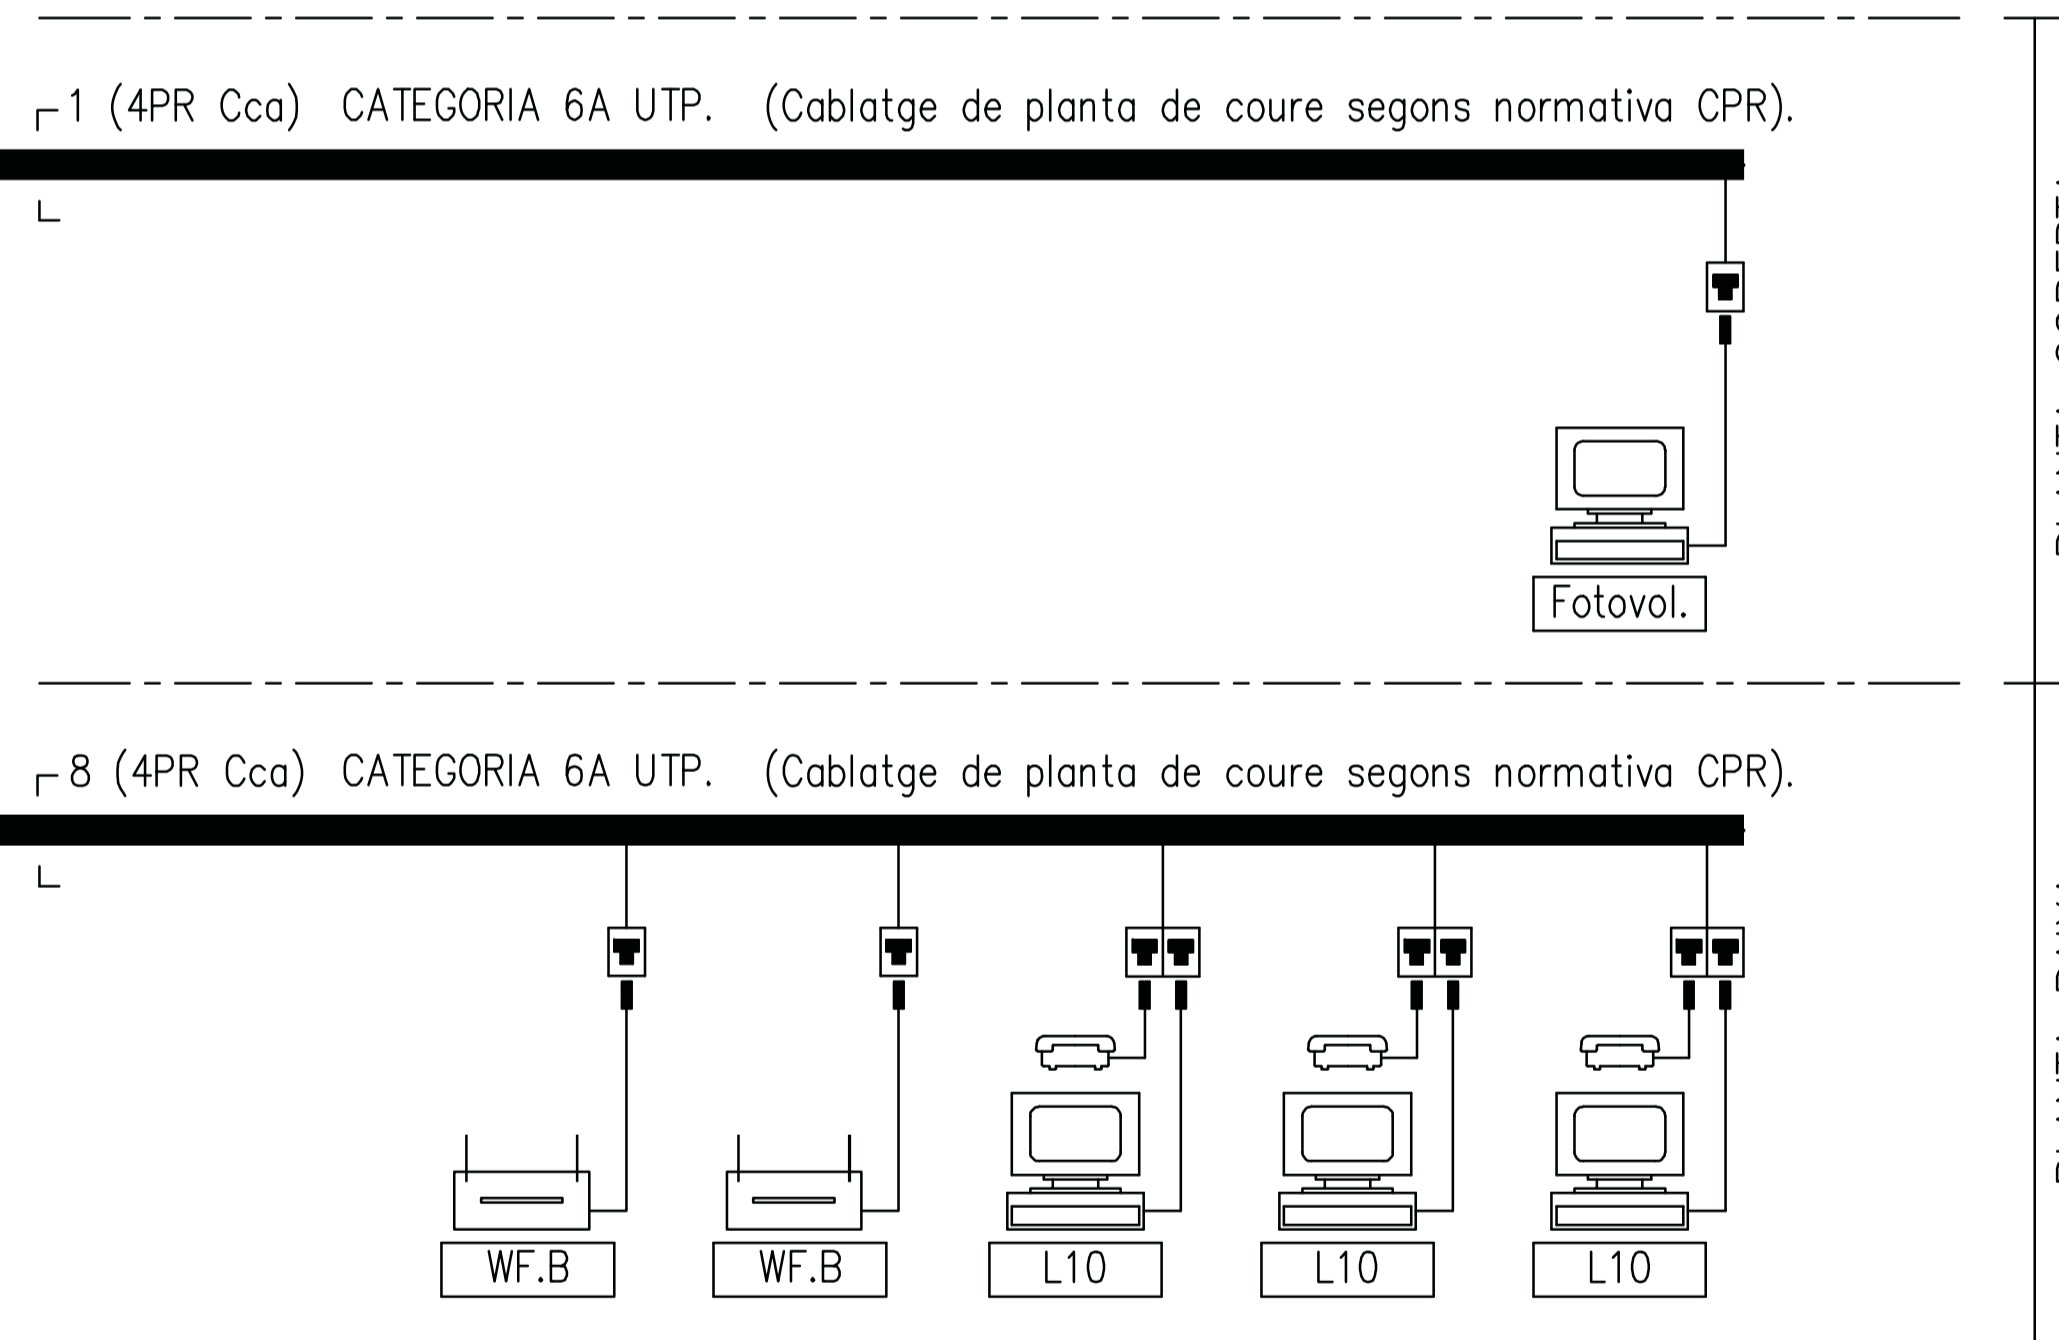 1 (4PR Cca) CATEGORIA 6A UTP. (Cablatge de planta de coure segons normativa CPR).
Fotovol.
8 (4PR Cca) CATEGORIA 6A UTP. (Cablatge de planta de coure segons normativa CPR).
WF.B WF.B L10 L10 L10